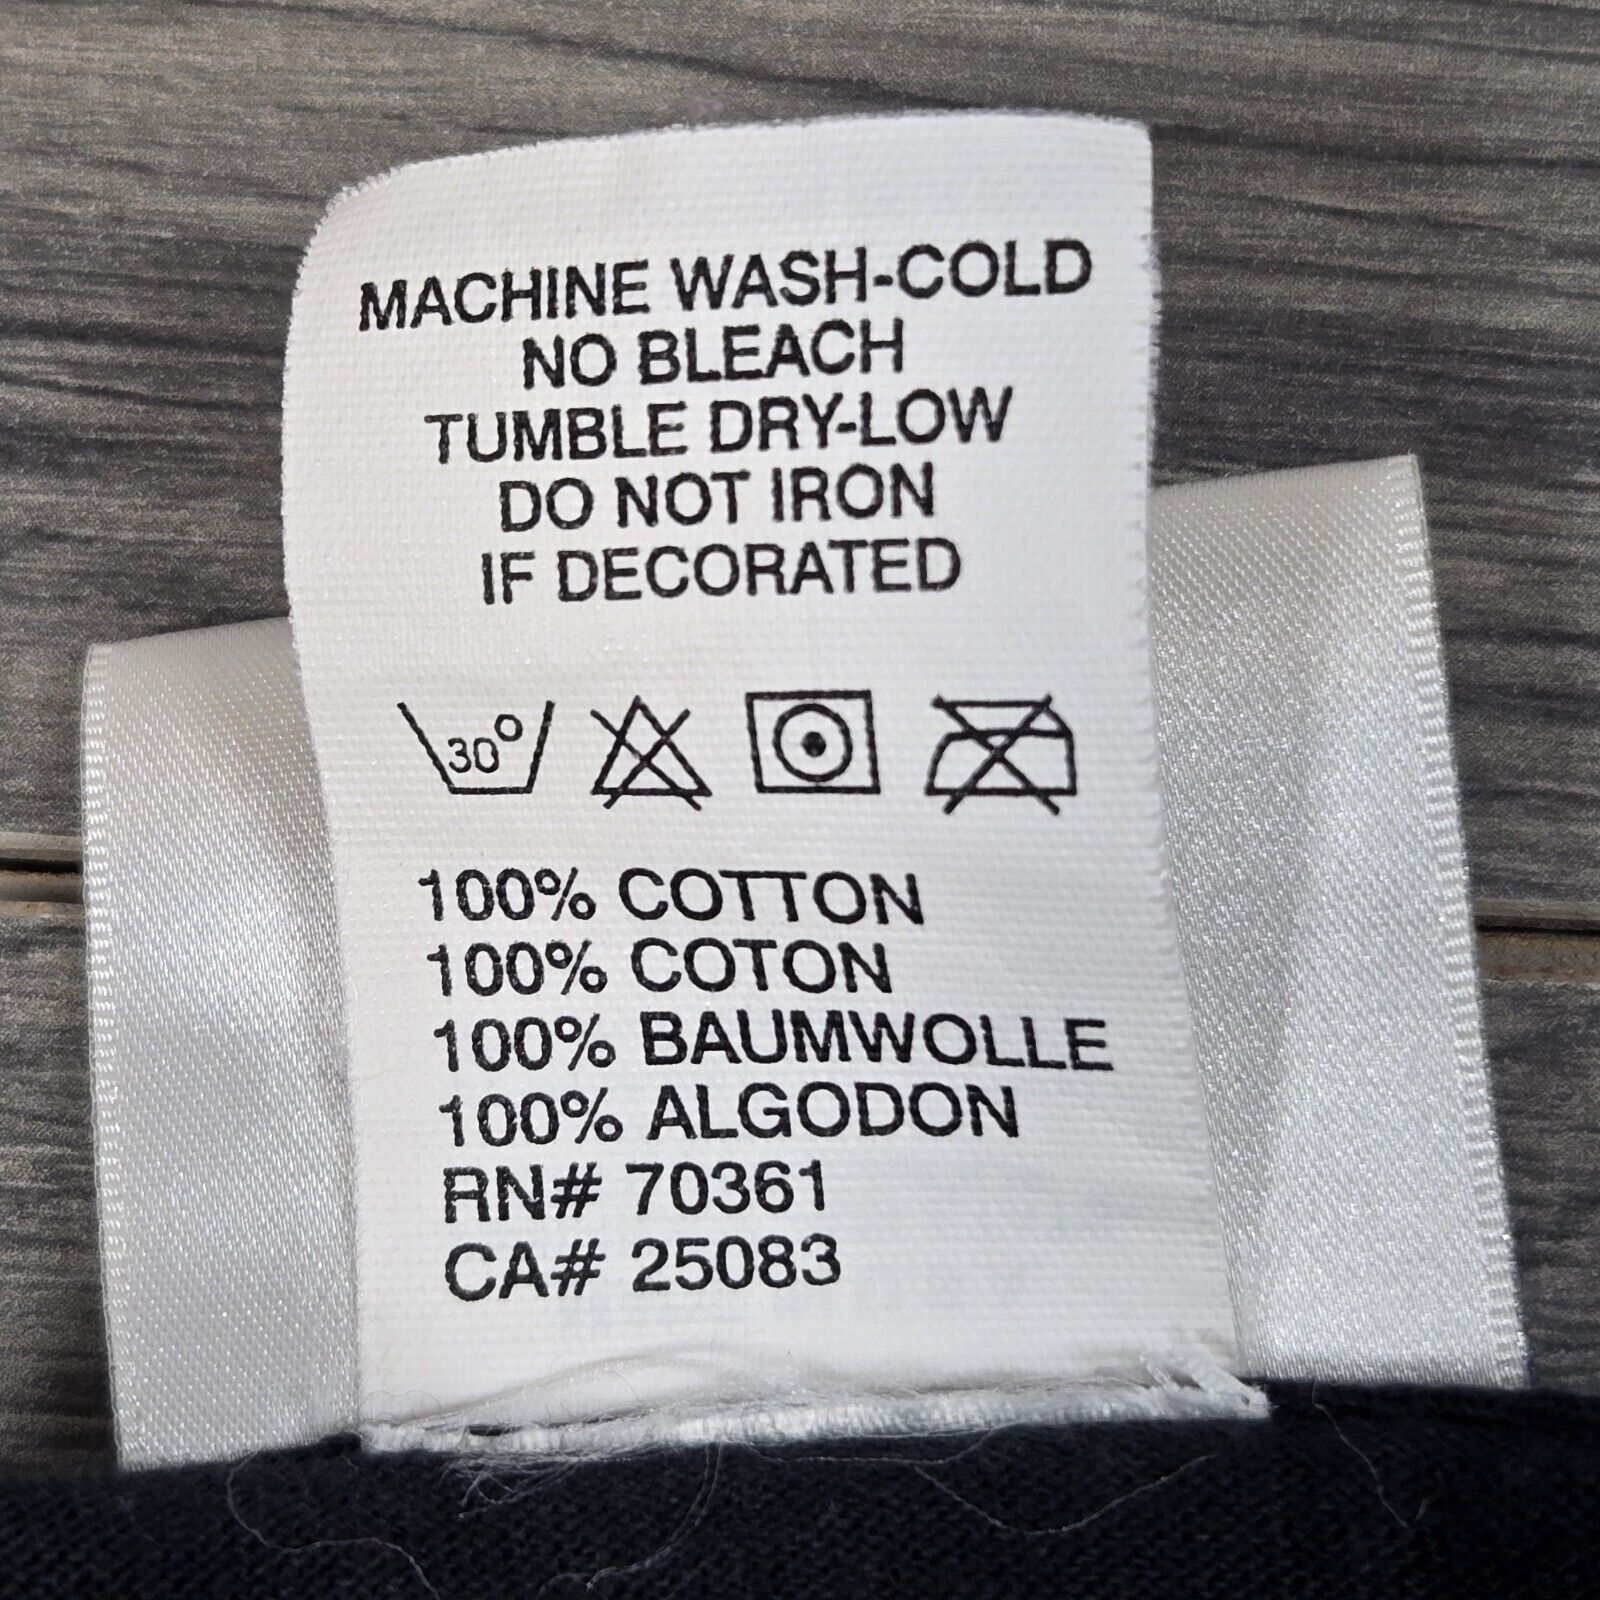 MACHINE WASH-COLD
NO BLEACH
TUMBLE DRY-LOW
DO NOT IRON
IF DECORATED
30°
100% COTTON
100% COTON
100% BAUMWOLLE
100% ALGODON
RN# 70361
CA# 25083